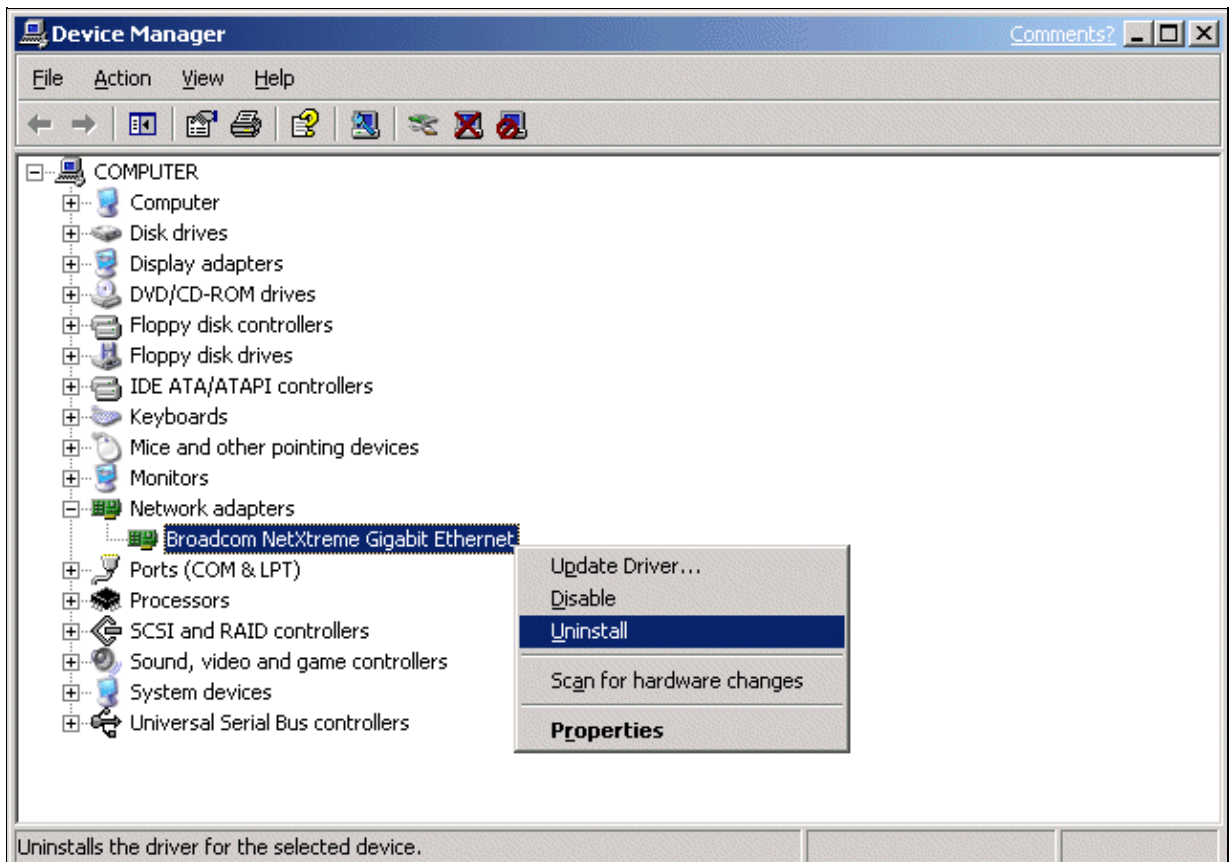 Device Manager
Comments?
File Action View Help
COMPUTER
Computer
Disk drives
Display adapters
DVD/CD-ROM drives
Floppy disk controllers
Floppy disk drives
IDE ATA/ATAPI controllers
Keyboards
Mice and other pointing devices
Monitors
Network adapters
Broadcom NetXtreme Gigabit Ethernet
Ports (COM & LPT)
Processors
SCSI and RAID controllers
Sound, video and game controllers
System devices
Universal Serial Bus controllers
Update Driver...
Disable
Uninstall
Scan for hardware changes
Properties
Uninstalls the driver for the selected device.